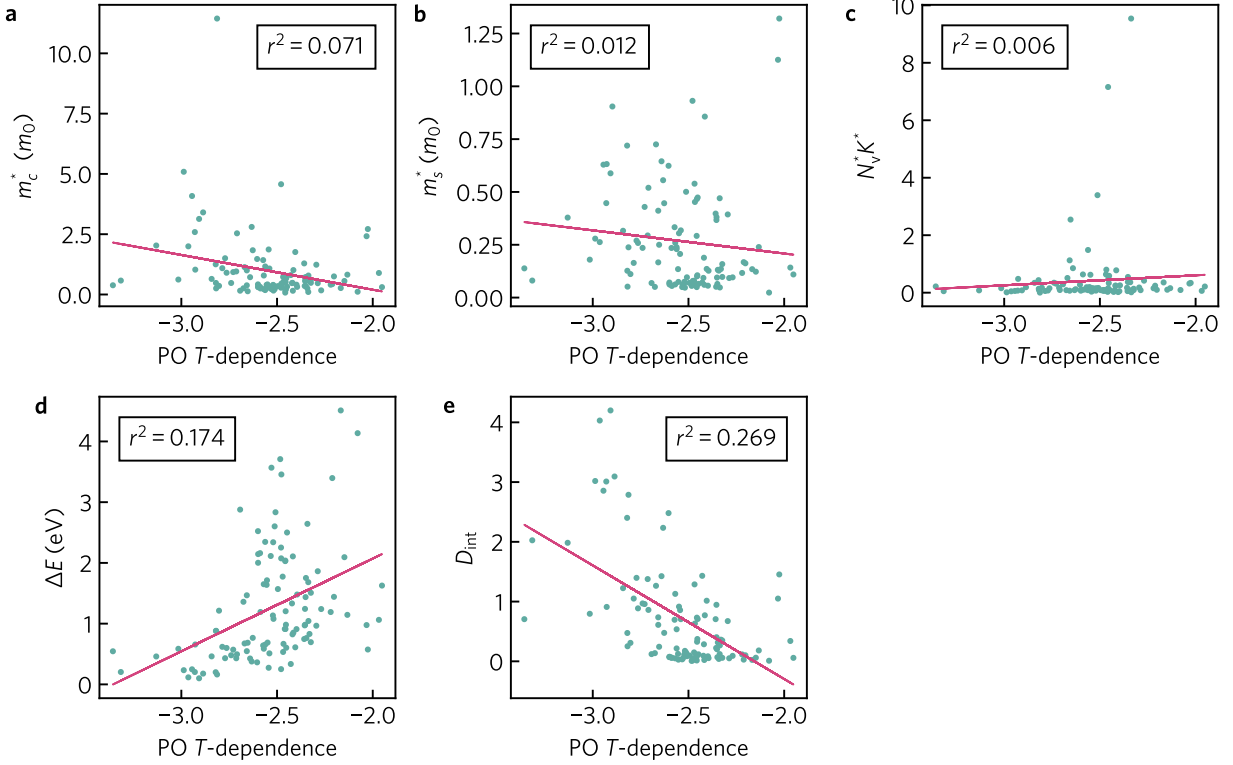 a
r² = 0.071
10.0
7.5
5.0
2.5
0.0
m*c (m0)
−3.0 −2.5 −2.0
PO T-dependence
b
r² = 0.012
1.25
1.00
0.75
0.50
0.25
0.00
m*s (m0)
−3.0 −2.5 −2.0
PO T-dependence
c
r² = 0.006
10
8
6
4
2
0
N*vK*
−3.0 −2.5 −2.0
PO T-dependence
d
r² = 0.174
4
3
2
1
0
ΔE (eV)
−3.0 −2.5 −2.0
PO T-dependence
e
r² = 0.269
4
3
2
1
0
Dint
−3.0 −2.5 −2.0
PO T-dependence